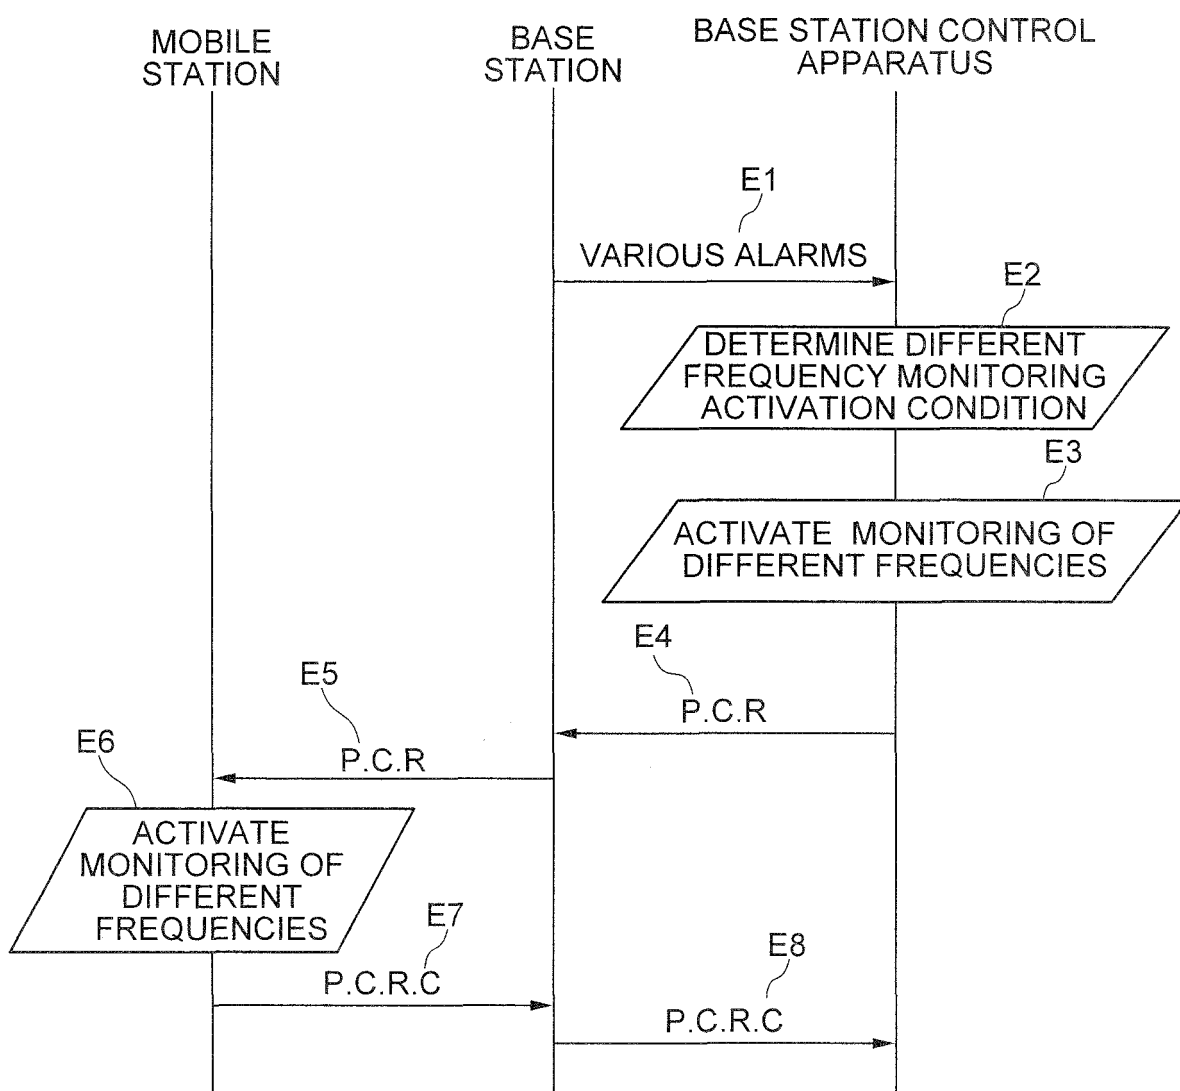 MOBILE
STATION
BASE
STATION
BASE STATION CONTROL
APPARATUS
E1
VARIOUS ALARMS
E2
DETERMINE DIFFERENT
FREQUENCY MONITORING
ACTIVATION CONDITION
E3
ACTIVATE MONITORING OF
DIFFERENT FREQUENCIES
E4
P.C.R
E5
P.C.R
E6
ACTIVATE
MONITORING OF
DIFFERENT
FREQUENCIES
E7
P.C.R.C
E8
P.C.R.C